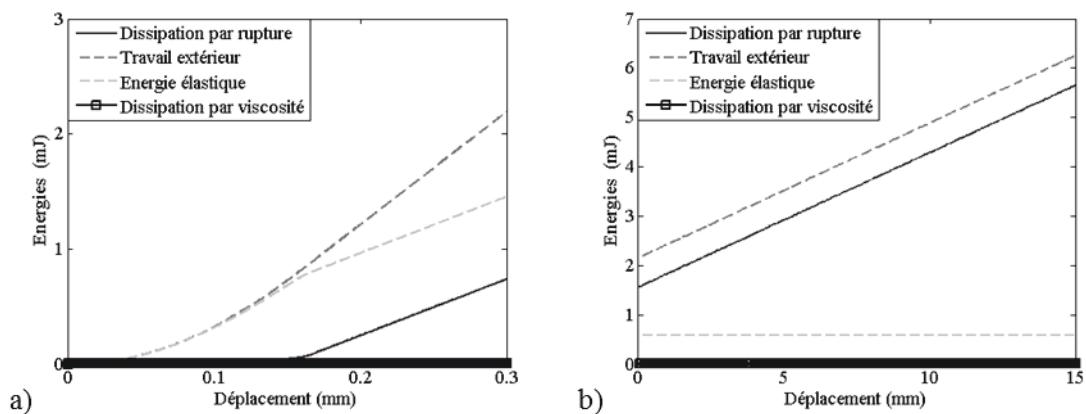 3
Dissipation par rupture
Travail extérieur
Energie élastique
Dissipation par viscosité
2
1
0
Energies (mJ)
0
0.1
0.2
0.3
Déplacement (mm)
a)
7
Dissipation par rupture
Travail extérieur
Energie élastique
Dissipation par viscosité
6
5
4
3
2
1
0
Energies (mJ)
0
5
10
15
Déplacement (mm)
b)